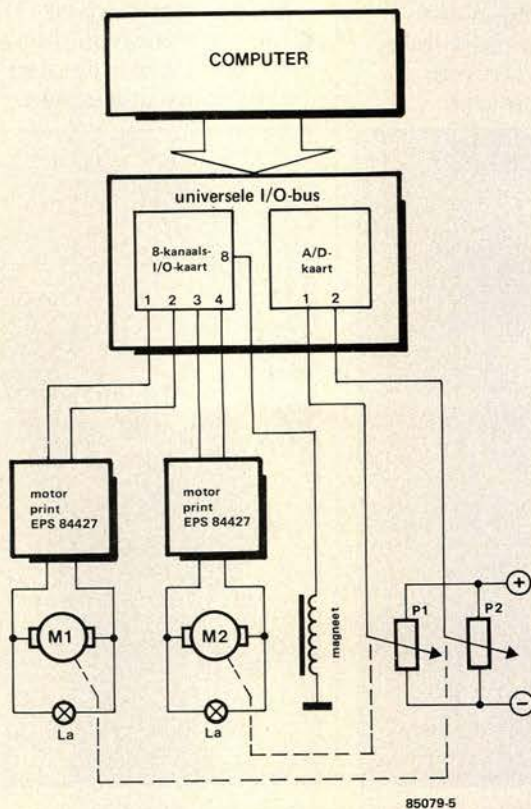 COMPUTER
universele I/O-bus
8-kanaals-
I/O-kaart
8
1 2 3 4
A/D-
kaart
1 2
motor
print
EPS 84427
motor
print
EPS 84427
M1
M2
La
La
magneet
P1
P2
+
−
85079-5